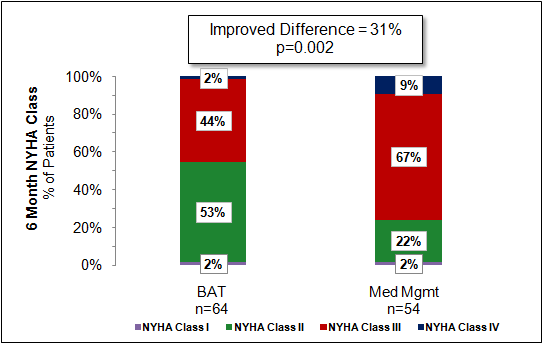 Improved Difference = 31%
p=0.002
6 Month NYHA Class
% of Patients
100%
80%
60%
40%
20%
0%
2%
44%
53%
2%
9%
67%
22%
2%
BAT
n=64
Med Mgmt
n=54
NYHA Class I NYHA Class II NYHA Class III NYHA Class IV